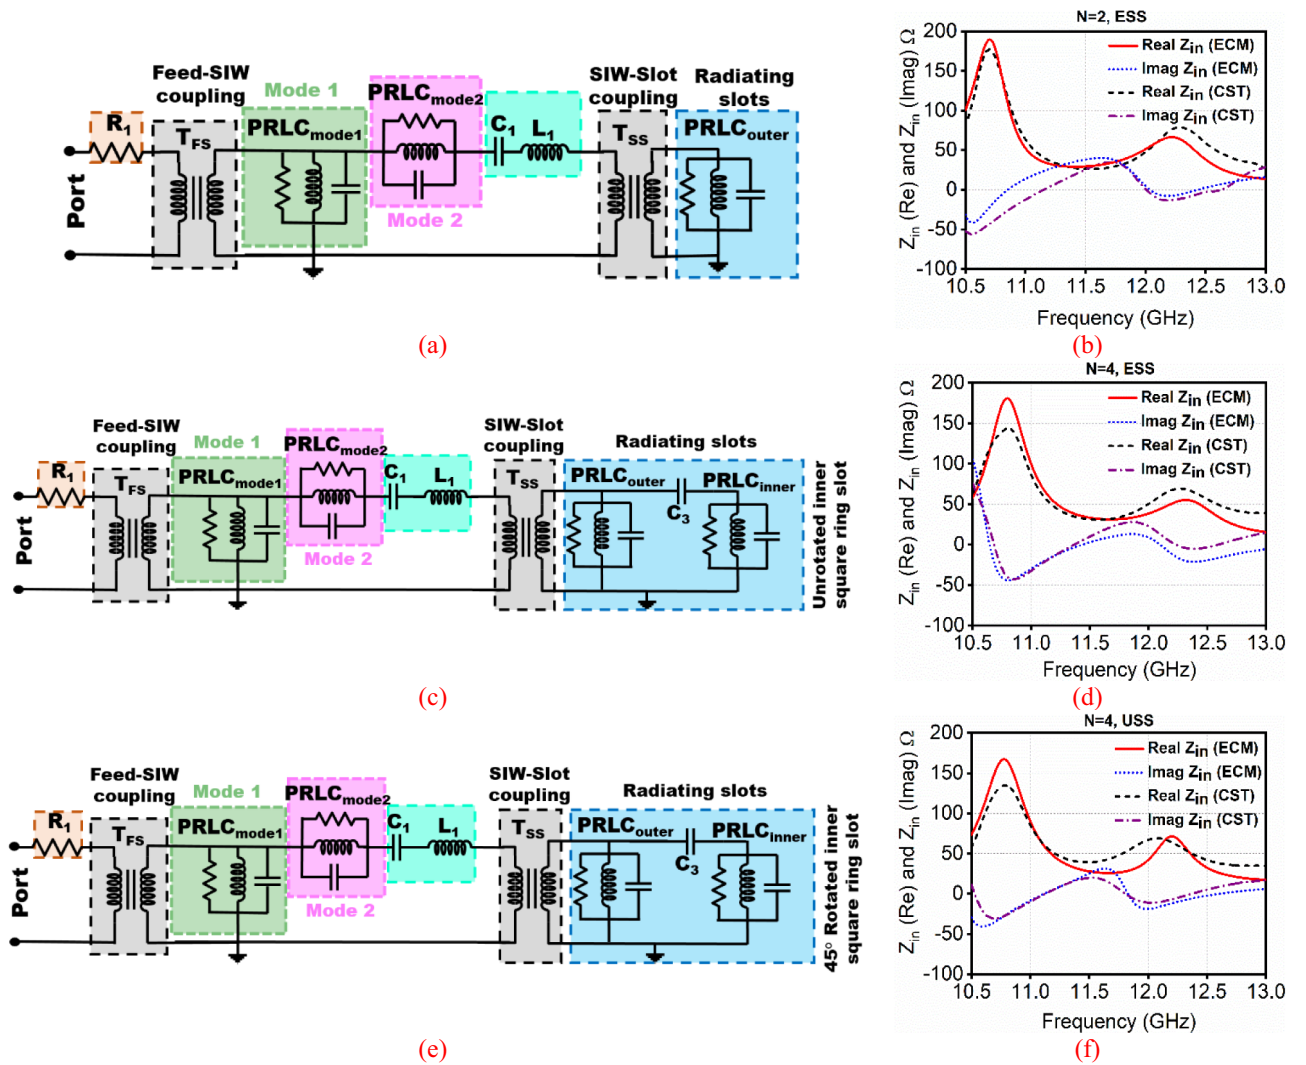 Feed-SIW
coupling
Mode 1
PRLCmode2
SIW-Slot
coupling
Radiating
slots
R1
TFS
PRLCmode1
C1
L1
TSS
PRLCouter
Port
Mode 2
(a)
N=2, ESS
Zin (Re) and Zin (Imag) Ω
200
150
100
50
0
-50
-100
Real Zin (ECM)
Imag Zin (ECM)
Real Zin (CST)
Imag Zin (CST)
10.5 11.0 11.5 12.0 12.5 13.0
Frequency (GHz)
(b)
Feed-SIW
coupling
Mode 1
PRLCmode2
SIW-Slot
coupling
Radiating slots
R1
TFS
PRLCmode1
C1
L1
TSS
PRLCouter
PRLCinner
C3
Port
Mode 2
Unrotated inner
square ring slot
(c)
N=4, ESS
Zin (Re) and Zin (Imag) Ω
200
150
100
50
0
-50
-100
Real Zin (ECM)
Imag Zin (ECM)
Real Zin (CST)
Imag Zin (CST)
10.5 11.0 11.5 12.0 12.5 13.0
Frequency (GHz)
(d)
Feed-SIW
coupling
Mode 1
PRLCmode2
SIW-Slot
coupling
Radiating slots
R1
TFS
PRLCmode1
C1
L1
TSS
PRLCouter
PRLCinner
C3
Port
Mode 2
45° Rotated inner
square ring slot
(e)
N=4, USS
Zin (Re) and Zin (Imag) Ω
200
150
100
50
0
-50
-100
Real Zin (ECM)
Imag Zin (ECM)
Real Zin (CST)
Imag Zin (CST)
10.5 11.0 11.5 12.0 12.5 13.0
Frequency (GHz)
(f)